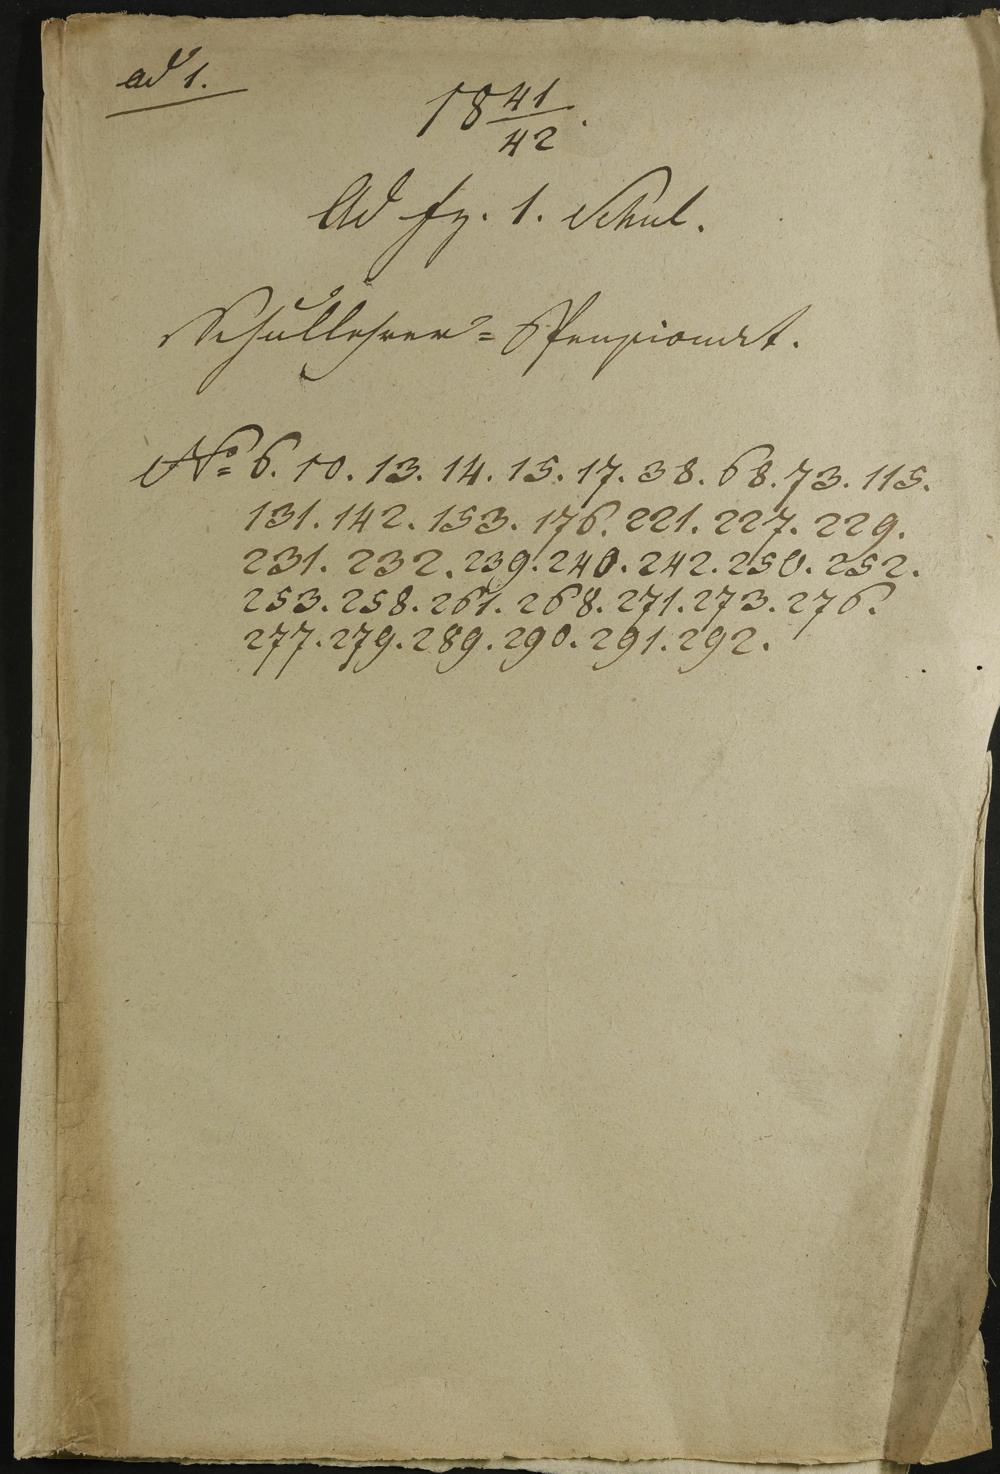 ad 1.
18 41/42.
Ad fz. 1. Schul.
Schullehrer=
No 6. 10. 13. 14. 15. 17. 38. 68. 73. 115.
131. 142. 153. 176. 221. 227. 229.
231. 232. 239. 240. 242. 250. 252.
253. 258. 261. 268. 271. 273. 276.
277. 279. 289. 290. 291. 292.